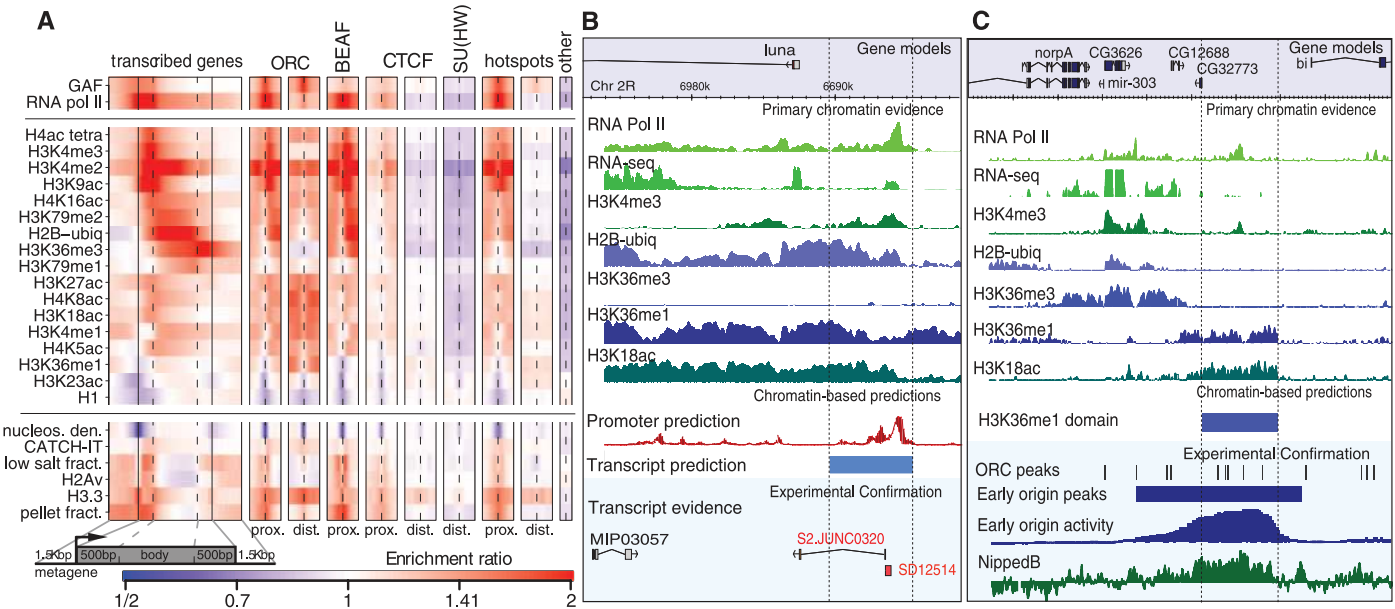 A
transcribed genes
ORC
BEAF
CTCF
SU(HW)
hotspots
other
GAF
RNA pol II
H4ac tetra
H3K4me3
H3K4me2
H3K9ac
H4K16ac
H3K79me2
H2B–ubiq
H3K36me3
H3K79me1
H3K27ac
H4K8ac
H3K18ac
H3K4me1
H4K5ac
H3K36me1
H3K23ac
H1
nucleos. den.
CATCH-IT
low salt fract.
H2Av
H3.3
pellet fract.
prox. dist. prox. prox. dist. prox. dist.
1,5Kbp 500bp body 500bp 1.5Kbp
metagene
Enrichment ratio
1/2 0.7 1 1.41 2
B
luna
Gene models
Chr 2R 6980k 6690k
Primary chromatin evidence
RNA Pol II
RNA-seq
H3K4me3
H2B-ubiq
H3K36me3
H3K36me1
H3K18ac
Chromatin-based predictions
Promoter prediction
Transcript prediction
Experimental Confirmation
Transcript evidence
MIP03057
S2.JUNC0320
SD12514
C
norpA CG3626 CG12688 Gene models
mir-303 CG32773 bi
Primary chromatin evidence
RNA Pol II
RNA-seq
H3K4me3
H2B-ubiq
H3K36me3
H3K36me1
H3K18ac
Chromatin-based predictions
H3K36me1 domain
Experimental Confirmation
ORC peaks
Early origin peaks
Early origin activity
NippedB